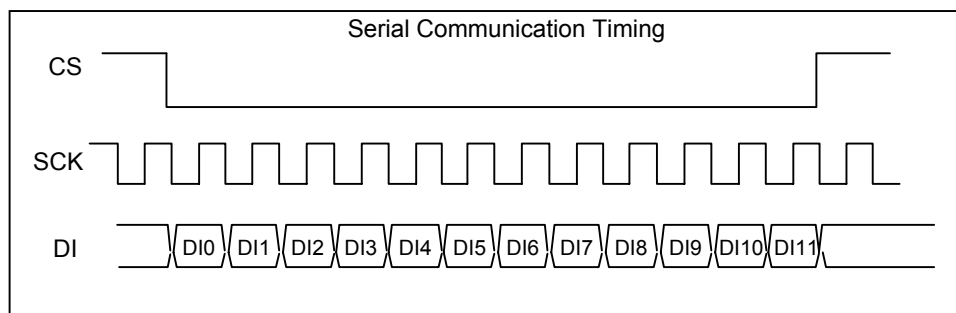 Serial Communication Timing
CS
SCK
DI DI0 DI1 DI2 DI3 DI4 DI5 DI6 DI7 DI8 DI9 DI10 DI11